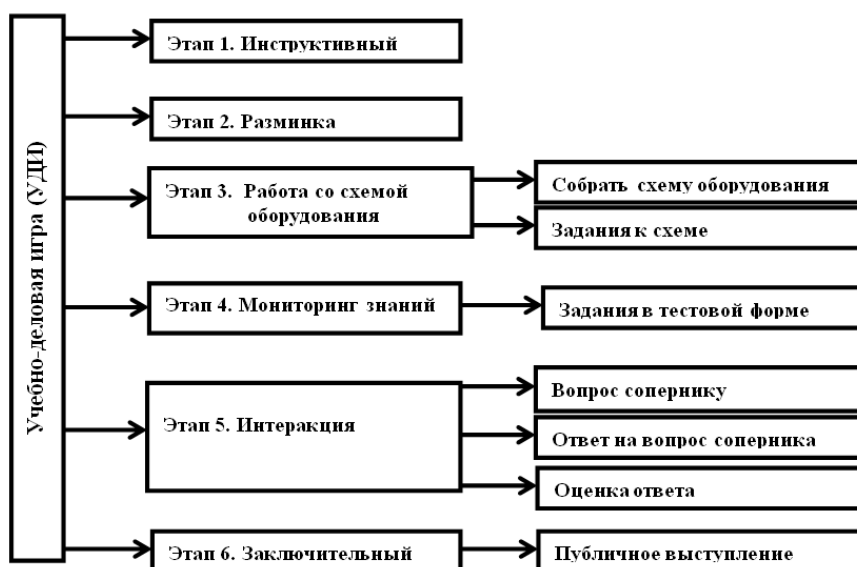 Учебно-деловая игра (УДИ)
Этап 1. Инструктивный
Этап 2. Разминка
Этап 3. Работа со схемой
оборудования
Собрать схему оборудования
Задания к схеме
Этап 4. Мониторинг знаний
Задания в тестовой форме
Этап 5. Интеракция
Вопрос сопернику
Ответ на вопрос соперника
Оценка ответа
Этап 6. Заключительный
Публичное выступление